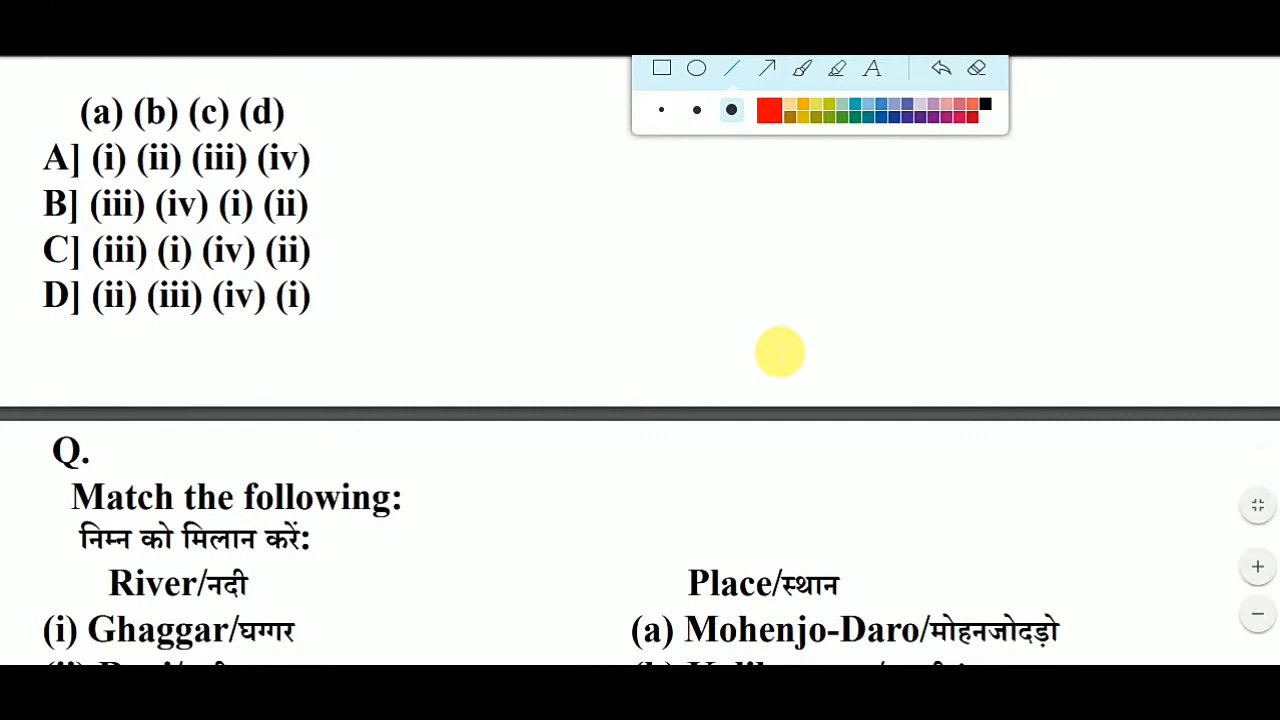 (a) (b) (c) (d)
A] (i) (ii) (iii) (iv)
B] (iii) (iv) (i) (ii)
C] (iii) (i) (iv) (ii)
D] (ii) (iii) (iv) (i)
Q.
Match the following:
निम्न को मिलान करें:
River/नदी Place/स्थान
(i) Ghaggar/घग्गर (a) Mohenjo-Daro/मोहनजोदड़ो